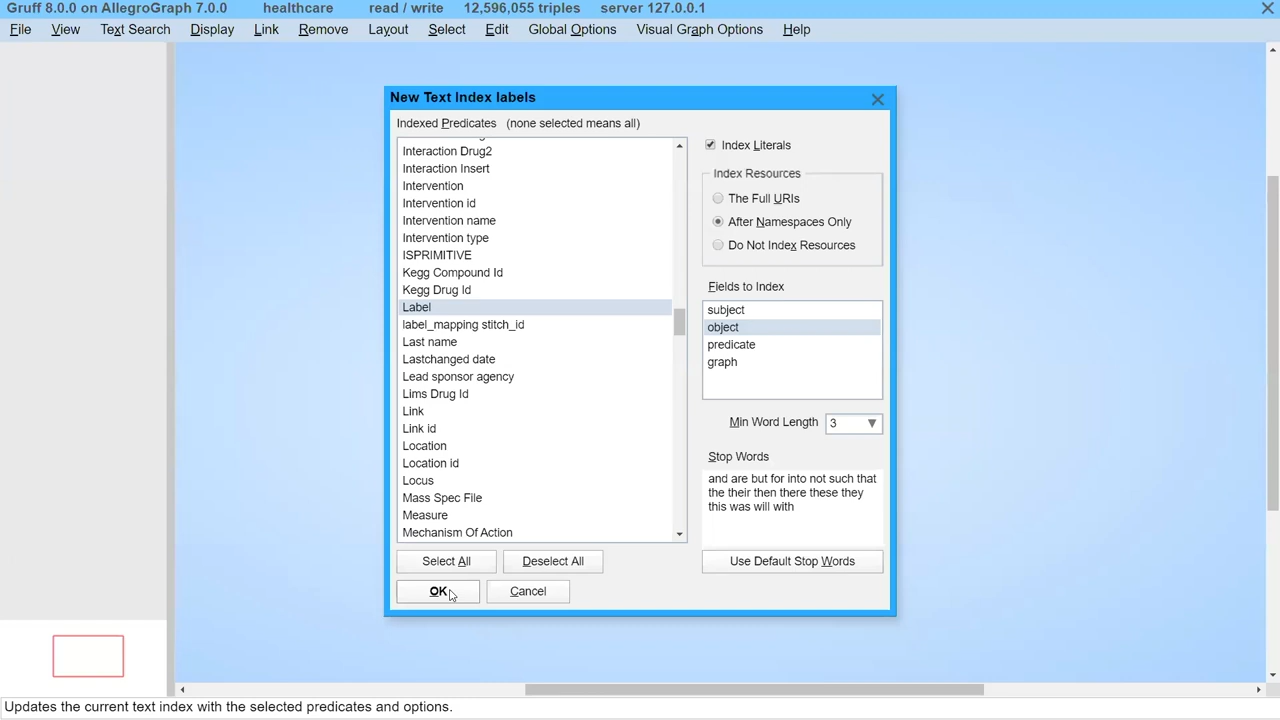 Gruff 8.0.0 on AllegroGraph 7.0.0 healthcare read / write 12,596,055 triples server 127.0.0.1
File View Text Search Display Link Remove Layout Select Edit Global Options Visual Graph Options Help
New Text Index labels
Indexed Predicates (none selected means all)
Interaction Drug2
Interaction Insert
Intervention
Intervention id
Intervention name
Intervention type
ISPRIMITIVE
Kegg Compound Id
Kegg Drug Id
Label
label_mapping stitch_id
Last name
Lastchanged date
Lead sponsor agency
Lims Drug Id
Link
Link id
Location
Location id
Locus
Mass Spec File
Measure
Mechanism Of Action
Select All Deselect All
OK Cancel
Index Literals
Index Resources
The Full URIs
After Namespaces Only
Do Not Index Resources
Fields to Index
subject
object
predicate
graph
Min Word Length 3
Stop Words
and are but for into not such that
the their then there these they
this was will with
Use Default Stop Words
Updates the current text index with the selected predicates and options.